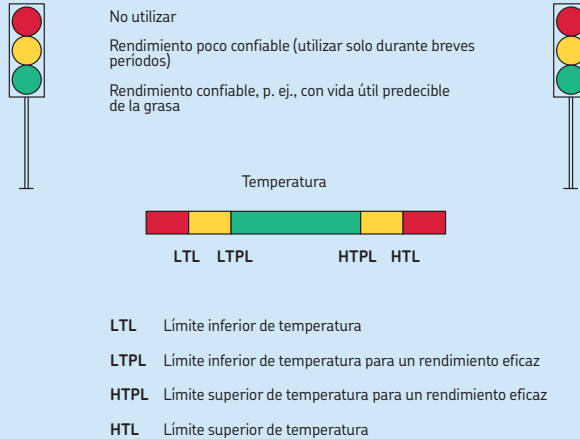 No utilizar
Rendimiento poco confiable (utilizar solo durante breves
períodos)
Rendimiento confiable, p. ej., con vida útil predecible
de la grasa
Temperatura
LTL LTPL HTPL HTL
LTL Límite inferior de temperatura
LTPL Límite inferior de temperatura para un rendimiento eficaz
HTPL Límite superior de temperatura para un rendimiento eficaz
HTL Límite superior de temperatura